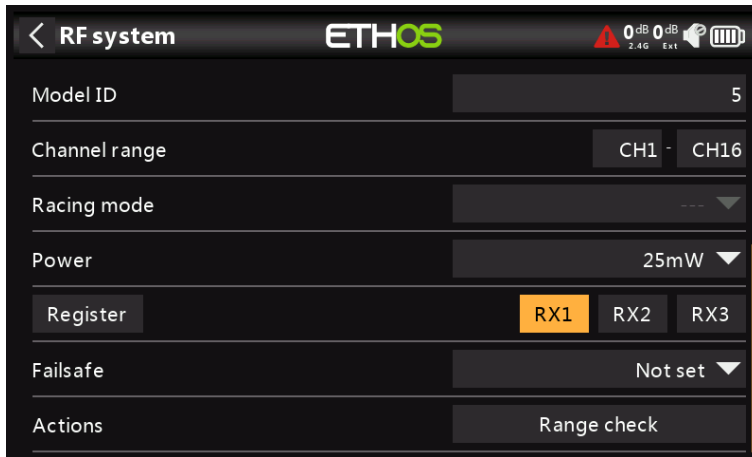 RF system ETHOS 0dB 0dB
2.4G Ext
Model ID 5
Channel range CH1 - CH16
Racing mode ---
Power 25mW
Register RX1 RX2 RX3
Failsafe Not set
Actions Range check